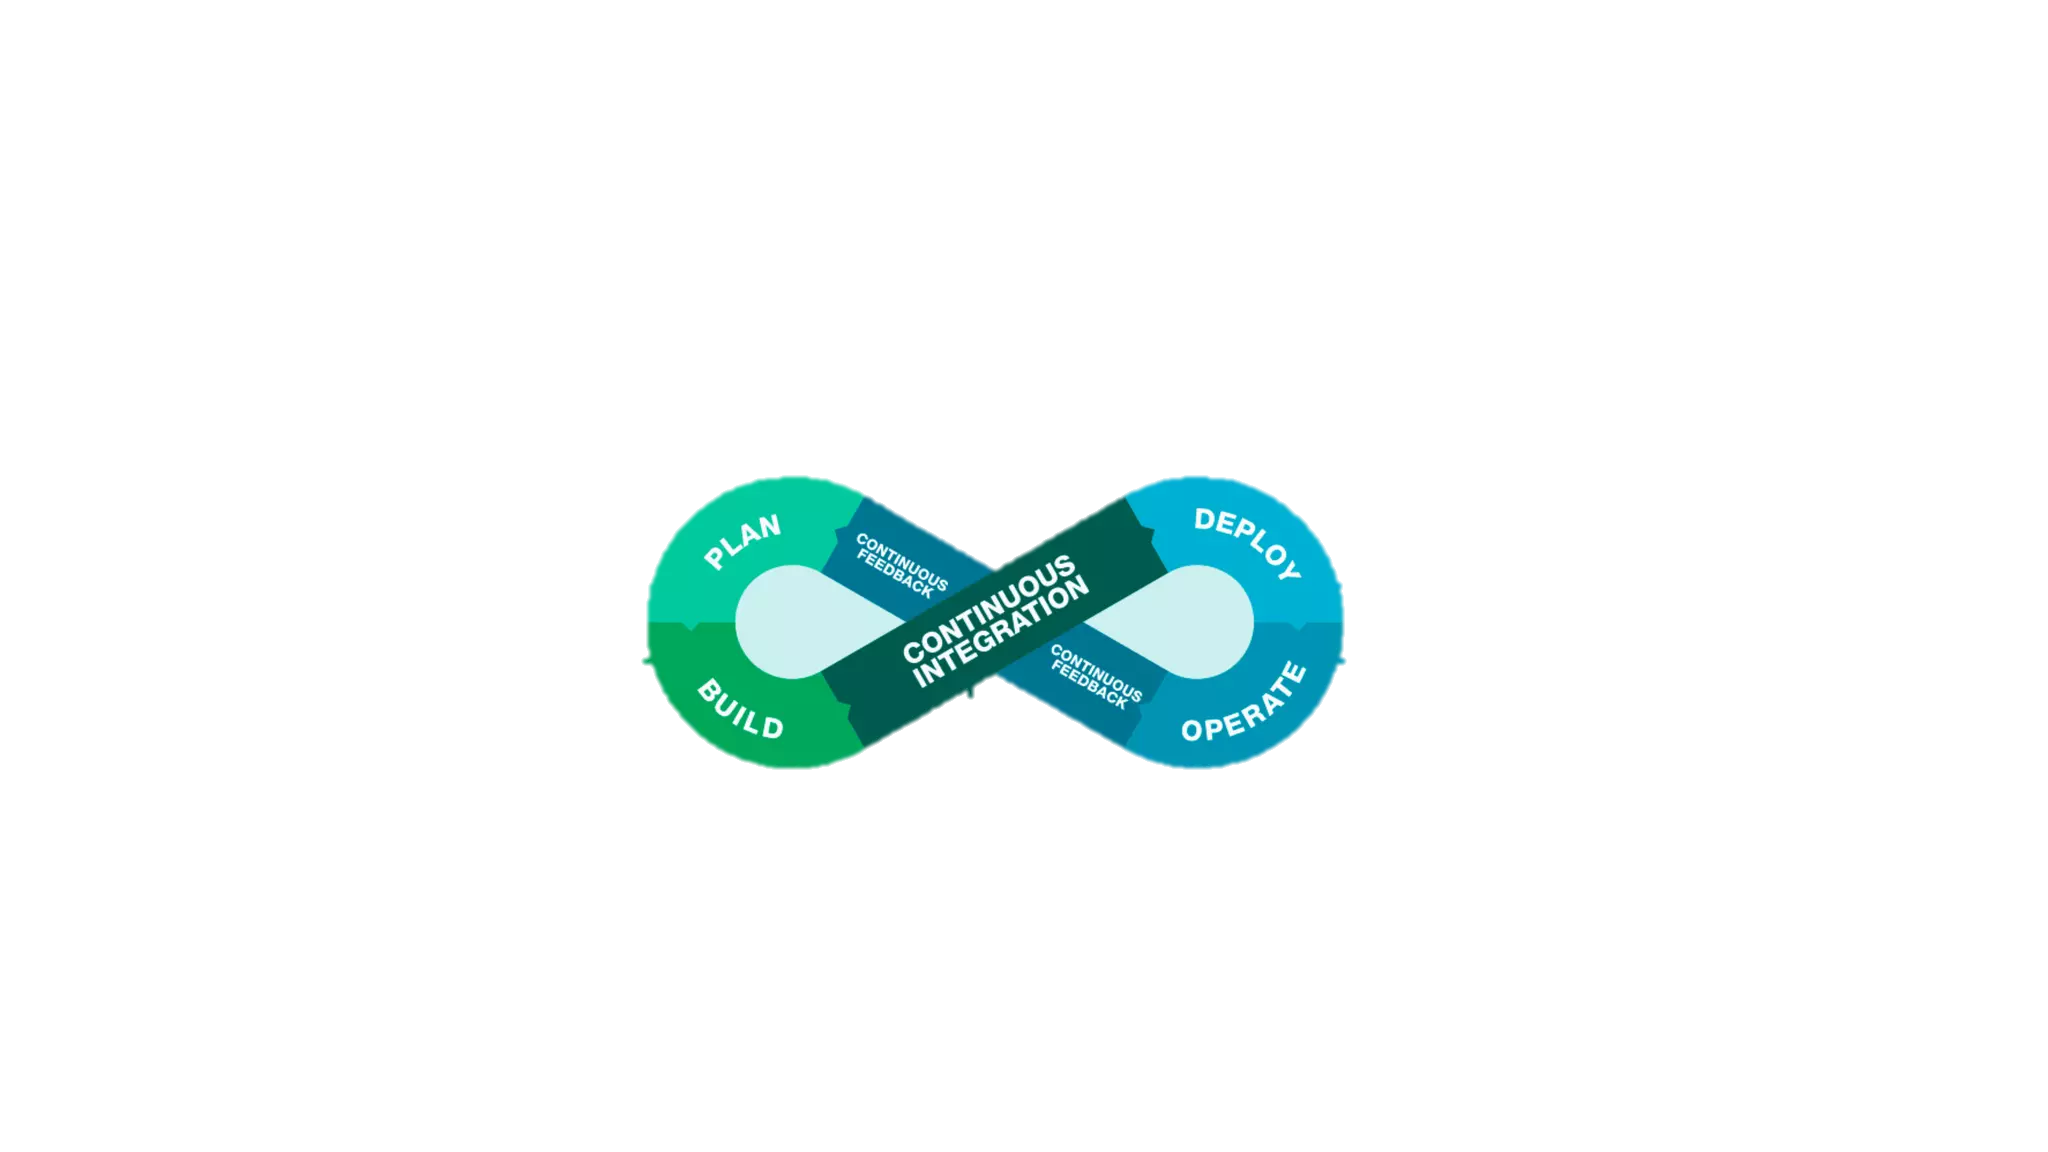 PLAN
CONTINUOUS
FEEDBACK
DEPLOY
CONTINUOUS
INTEGRATION
BUILD
CONTINUOUS
FEEDBACK
OPERATE